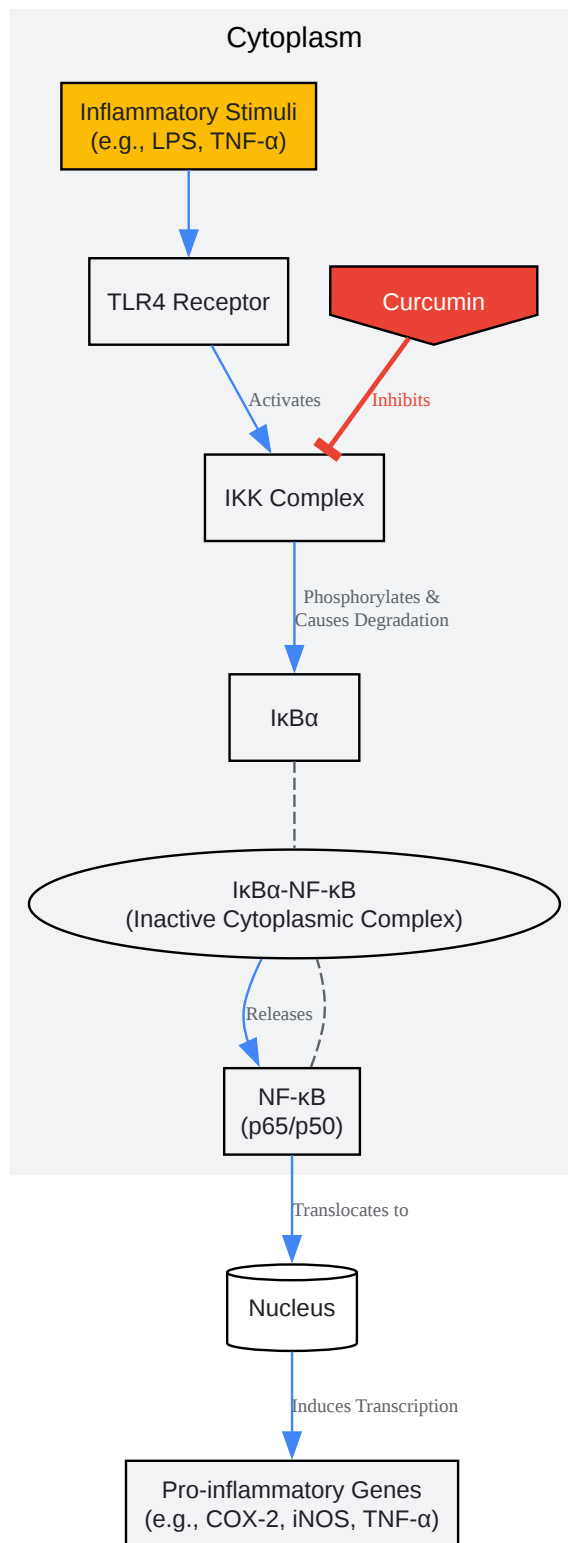 Cytoplasm
Inflammatory Stimuli
(e.g., LPS, TNF-α)
TLR4 Receptor
Curcumin
Activates
Inhibits
IKK Complex
Phosphorylates &
Causes Degradation
IκBα
IκBα-NF-κB
(Inactive Cytoplasmic Complex)
Releases
NF-κB
(p65/p50)
Translocates to
Nucleus
Induces Transcription
Pro-inflammatory Genes
(e.g., COX-2, iNOS, TNF-α)